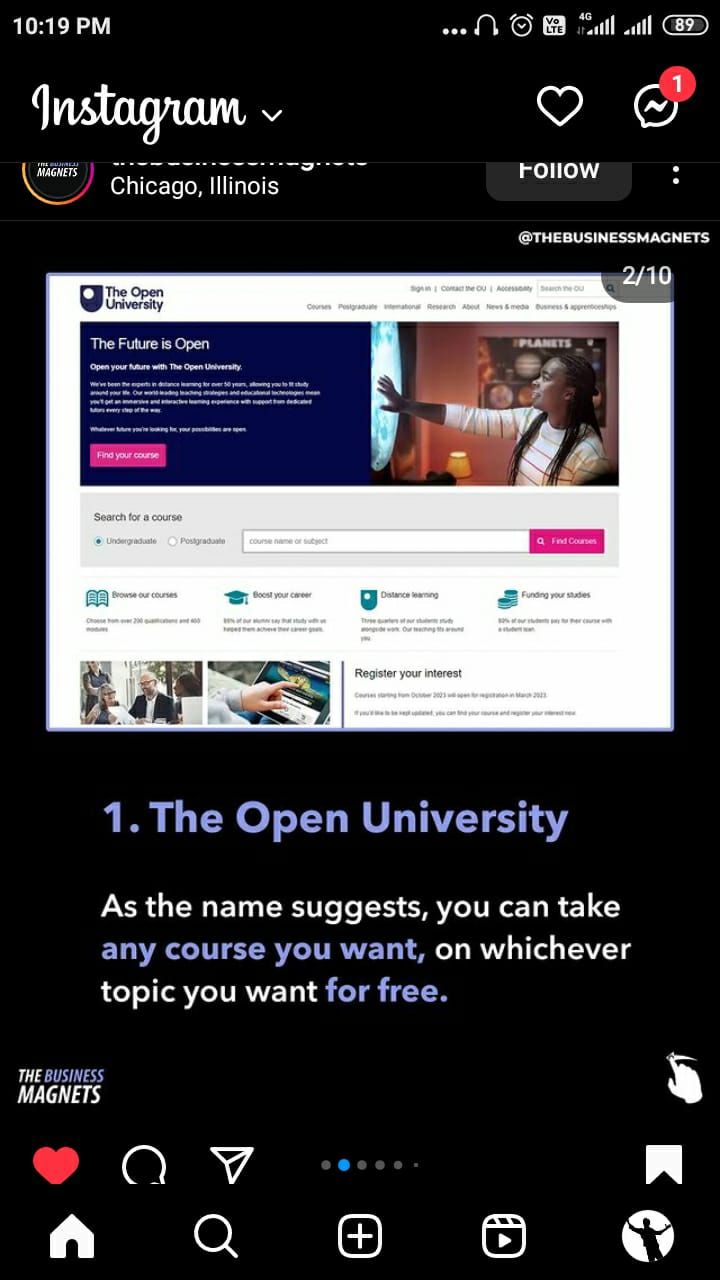 10:19 PM
4G
Vo
LTE
89
Instagram
1
THE BUSINESS
MAGNETS
thebusinessmagnets
Chicago, Illinois
Follow
@THEBUSINESSMAGNETS
2/10
The Open
University
Sign in | Contact the OU | Accessibility
Search the OU
Courses Postgraduate International Research About News & media Business & apprenticeships
The Future is Open
Open your future with The Open University.
We've been the experts in distance learning for over 50 years, allowing you to fit study
around your life. Our world-leading teaching strategies and educational technologies mean
you'll get an immersive and interactive learning experience with support from dedicated
tutors every step of the way.
Whatever future you're looking for, your possibilities are open.
Find your course
PLANETS
Search for a course
Undergraduate Postgraduate
course name or subject
Find Courses
Browse our courses
Choose from over 200 qualifications and 400
modules.
Boost your career
88% of our alumni say that study with us
helped them achieve their career goals.
Distance learning
Three quarters of our students study
alongside work. Our teaching fits around
you.
Funding your studies
80% of our students pay for their course with
a student loan.
Register your interest
Courses starting from October 2023 will open for registration in March 2023.
If you'd like to be kept updated, you can find your course and register your interest now.
1. The Open University
As the name suggests, you can take
any course you want, on whichever
topic you want for free.
THE BUSINESS
MAGNETS